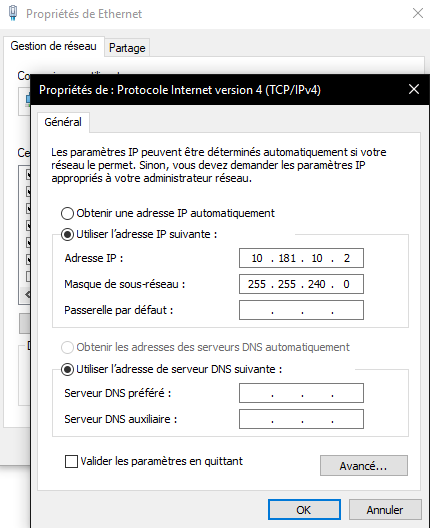 Propriétés de Ethernet
Gestion de réseau Partage
Propriétés de : Protocole Internet version 4 (TCP/IPv4)
Général
Les paramètres IP peuvent être déterminés automatiquement si votre
réseau le permet. Sinon, vous devez demander les paramètres IP
appropriés à votre administrateur réseau.
Obtenir une adresse IP automatiquement
Utiliser l'adresse IP suivante :
Adresse IP : 10 . 181 . 10 . 2
Masque de sous-réseau : 255 . 255 . 240 . 0
Passerelle par défaut : . . .
Obtenir les adresses des serveurs DNS automatiquement
Utiliser l'adresse de serveur DNS suivante :
Serveur DNS préféré : . . .
Serveur DNS auxiliaire : . . .
Valider les paramètres en quittant
Avancé...
OK Annuler